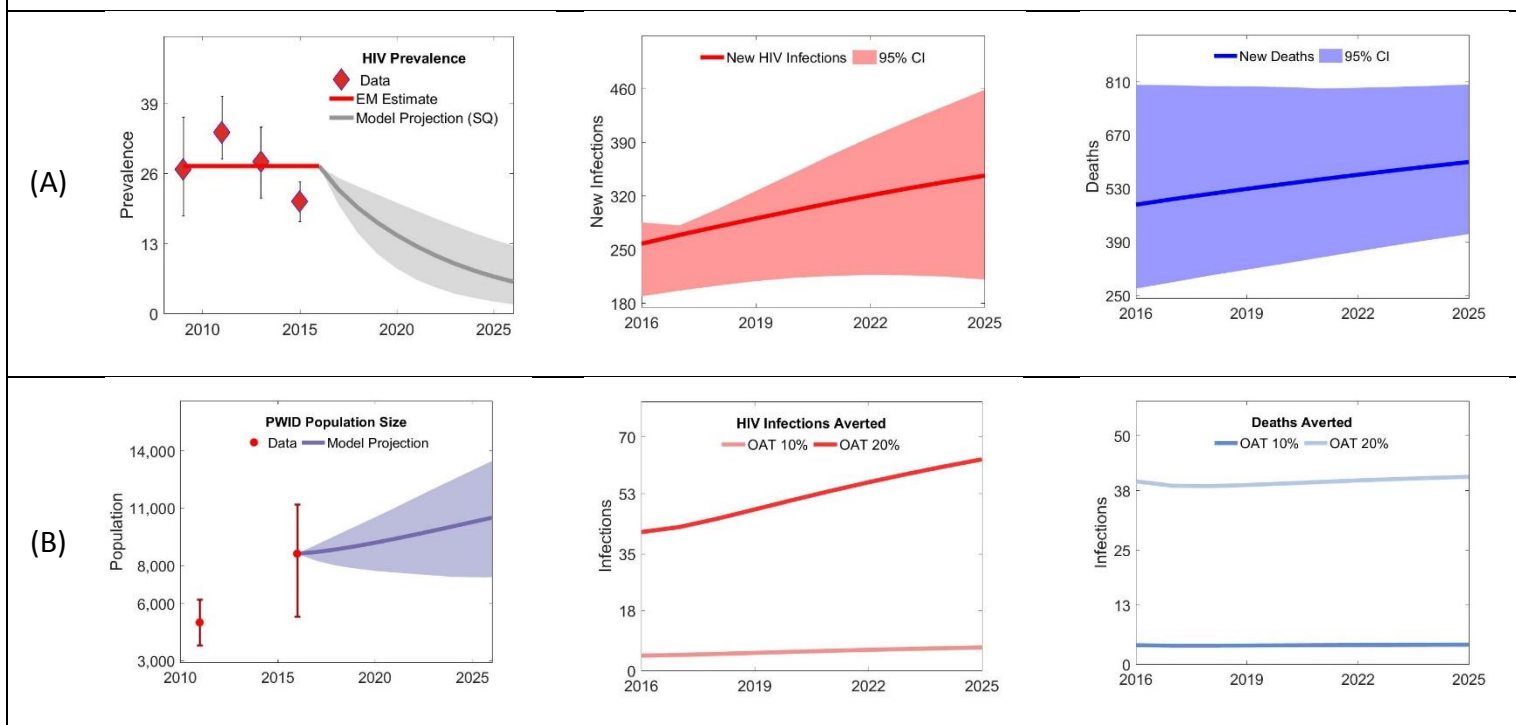 (A)
HIV Prevalence
Data
EM Estimate
Model Projection (SQ)
Prevalence
39
26
13
0
2010 2015 2020 2025
New HIV Infections 95% CI
New Infections
460
390
320
250
180
2016 2019 2022 2025
New Deaths 95% CI
Deaths
810
670
530
390
250
2016 2019 2022 2025
(B)
PWID Population Size
Data Model Projection
Population
14,000
11,000
8,000
6,000
3,000
2010 2015 2020 2025
HIV Infections Averted
OAT 10% OAT 20%
Infections
70
53
35
18
0
2016 2019 2022 2025
Deaths Averted
OAT 10% OAT 20%
Infections
50
38
25
13
0
2016 2019 2022 2025